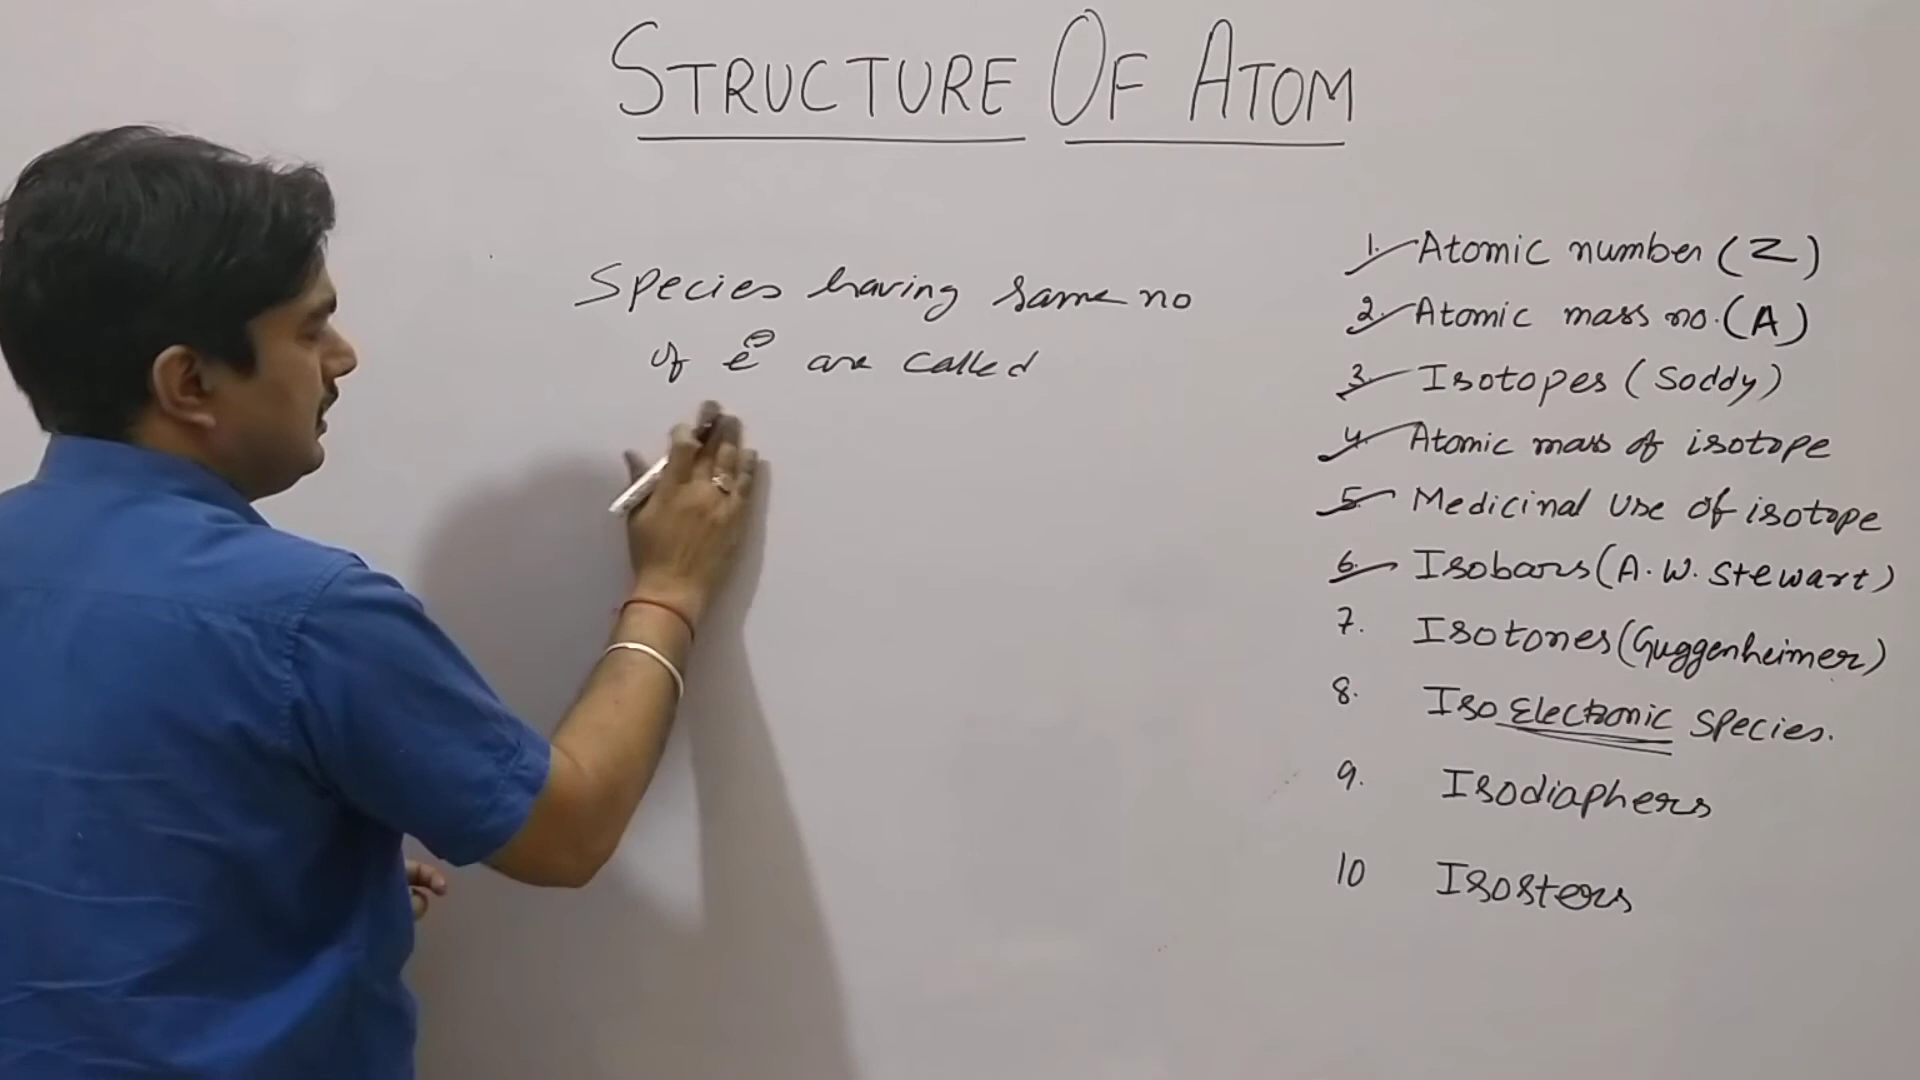 STRUCTURE OF ATOM
Species having same no
of e⊖ are called
1. Atomic number (Z)
2. Atomic mass no. (A)
3. Isotopes (Soddy)
4. Atomic mass of isotope
5. Medicinal Use of isotope
6. Isobars (A. W. Stewart)
7. Isotones (Guggenheimer)
8. Iso Electronic Species.
9. Isodiaphers
10 Isosters